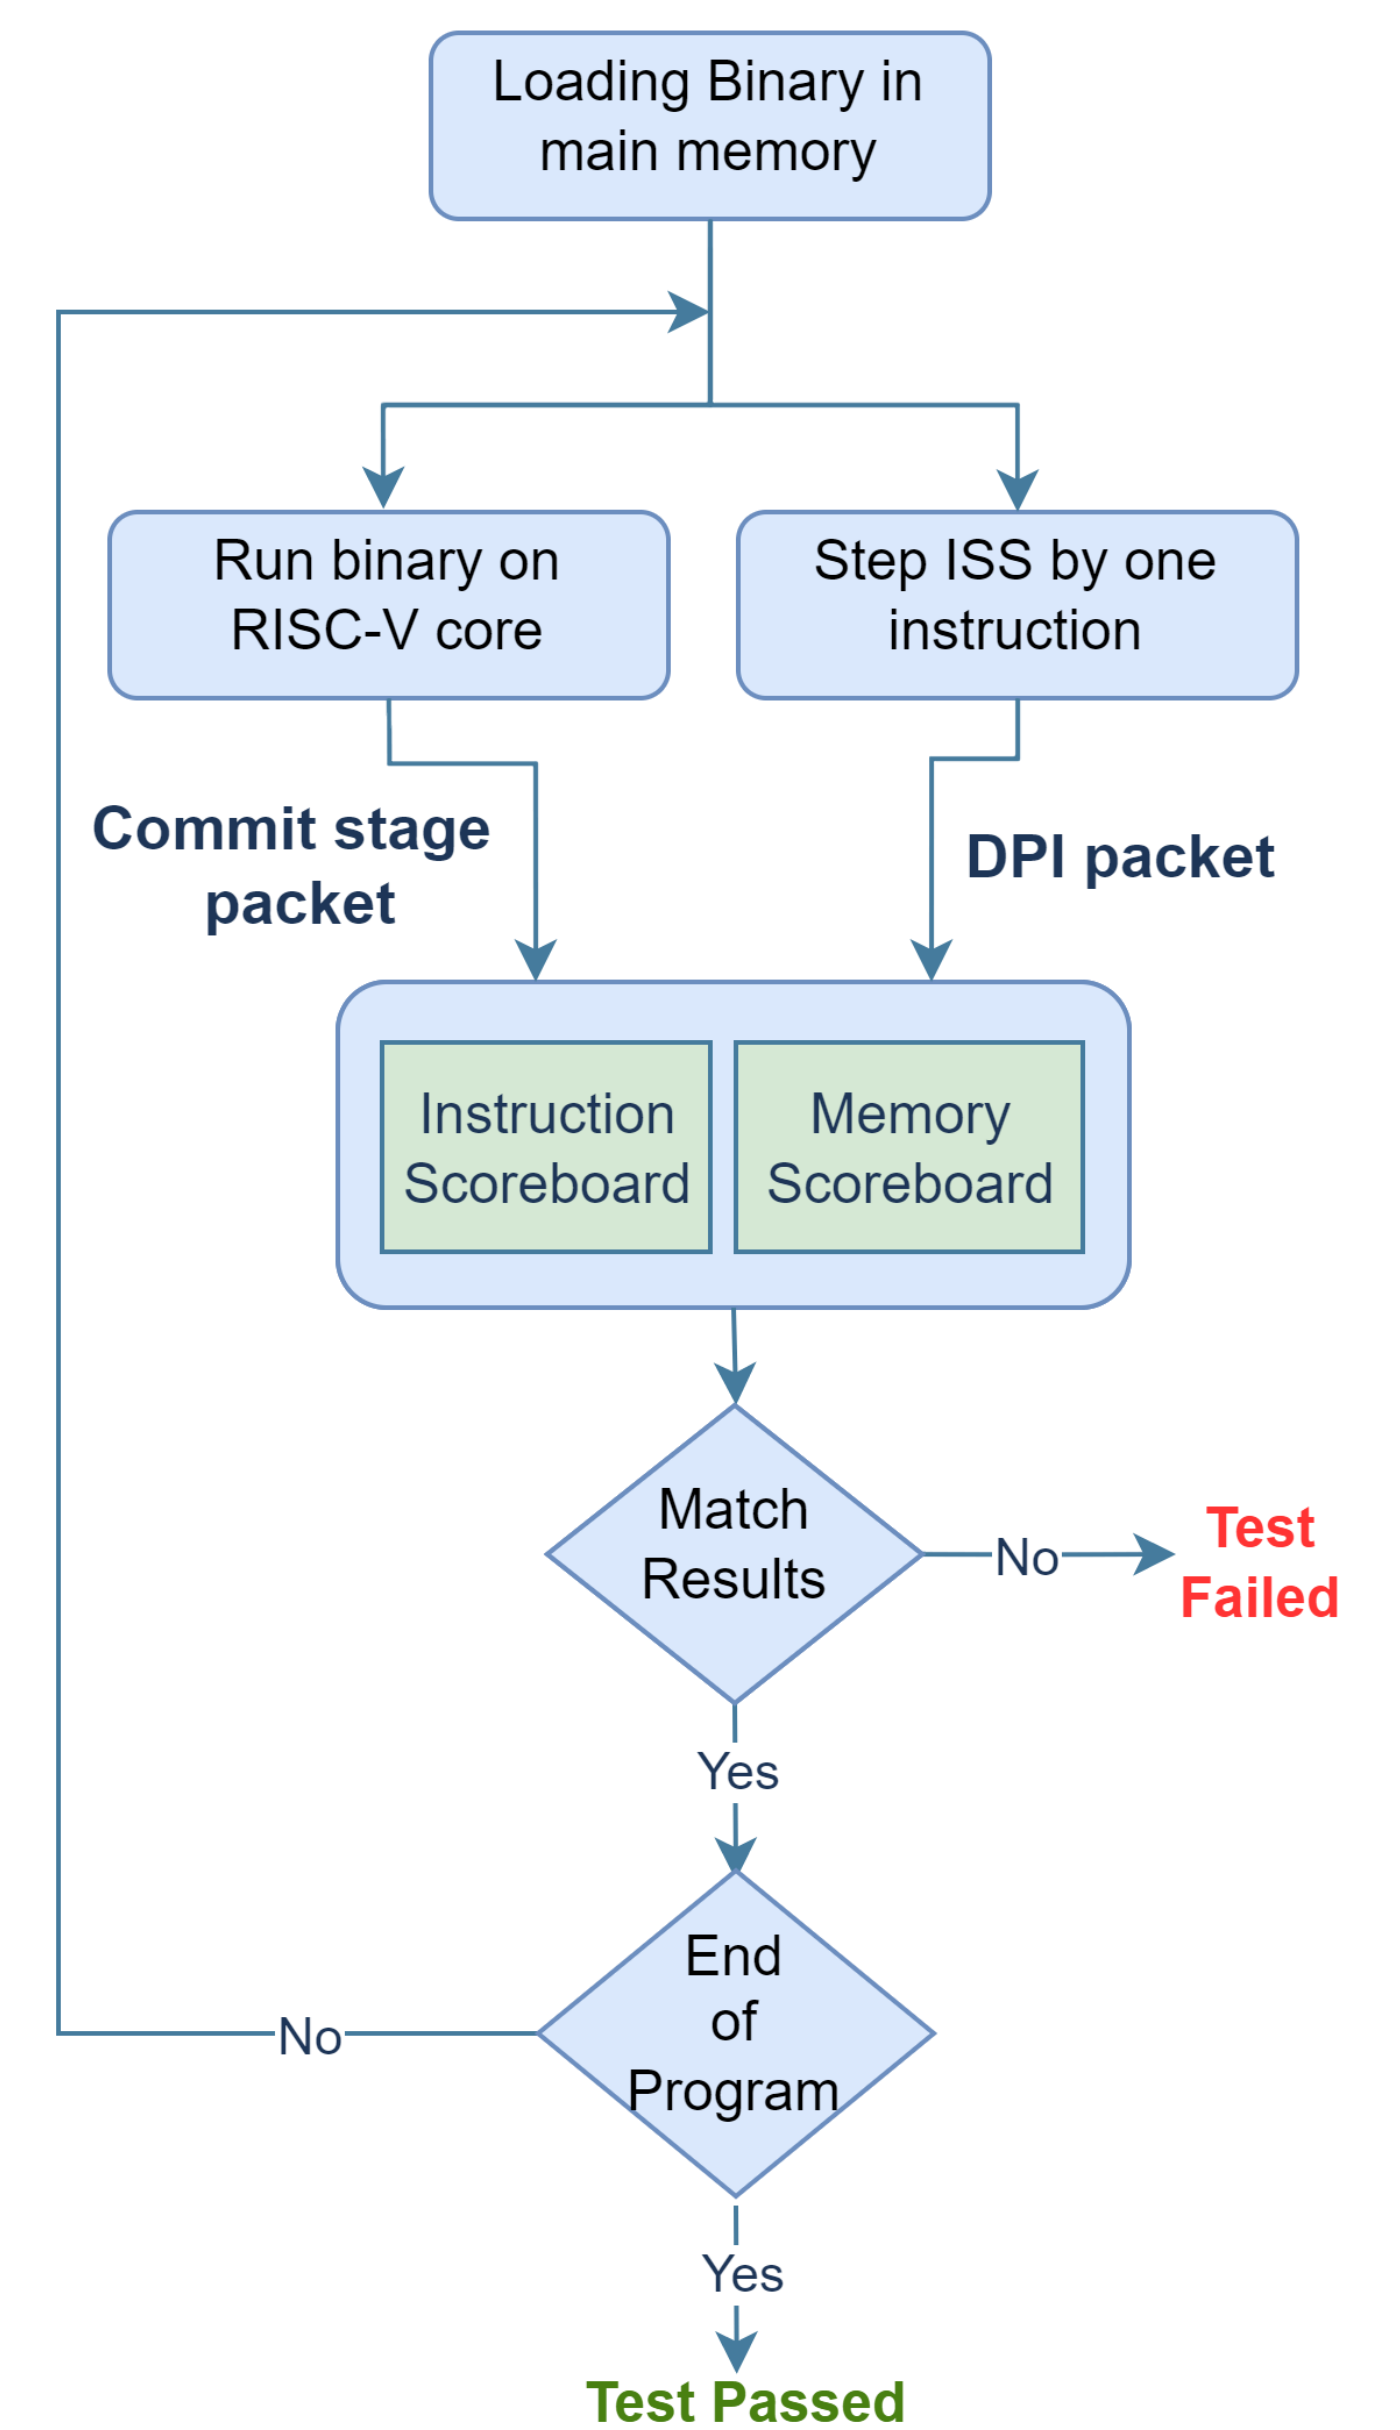 Loading Binary in
main memory
Run binary on
RISC-V core
Step ISS by one
instruction
Commit stage
packet
DPI packet
Instruction
Scoreboard
Memory
Scoreboard
Match
Results
No
Test
Failed
Yes
End
of
Program
No
Yes
Test Passed